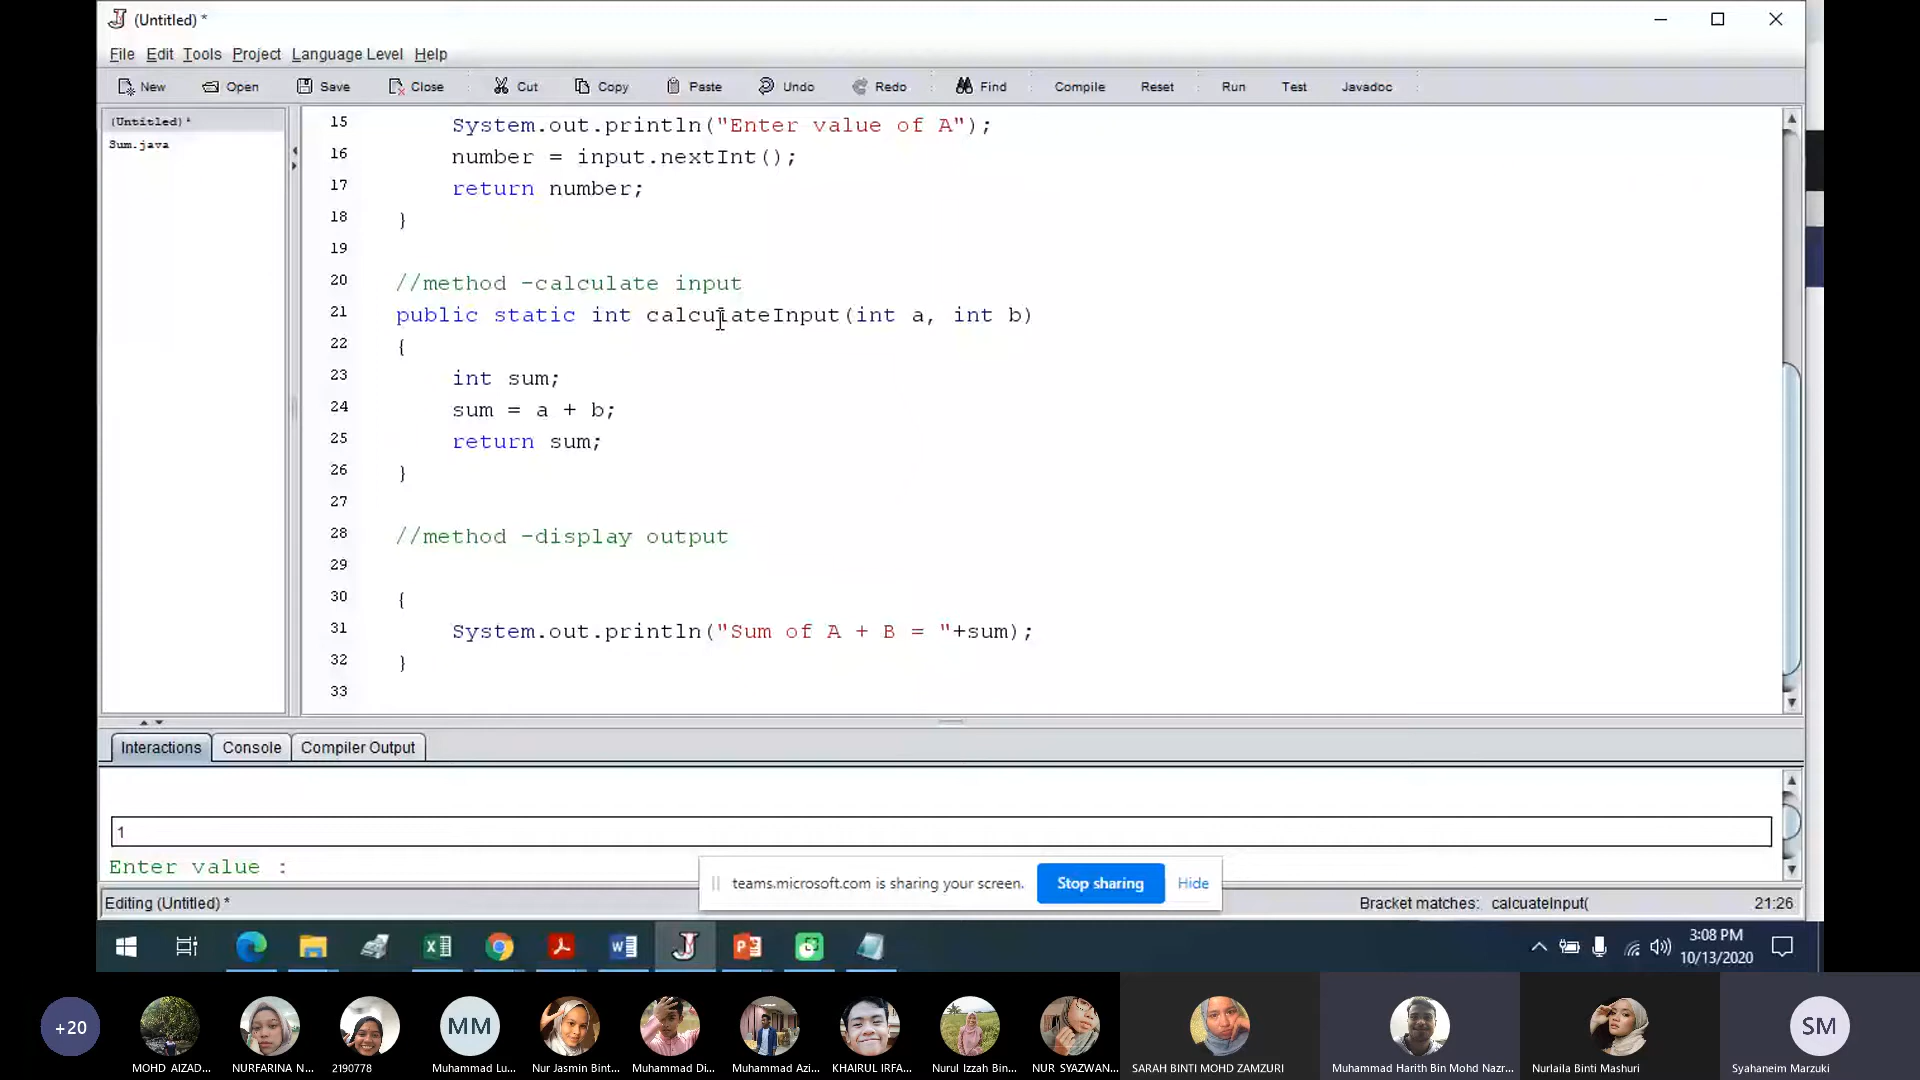 (Untitled) *
File Edit Tools Project Language Level Help
New Open Save Close Cut Copy Paste Undo Redo Find Compile Reset Run Test Javadoc
(Untitled)*
Sum.java
15 System.out.println("Enter value of A");
16 number = input.nextInt();
17 return number;
18 }
19
20 //method -calculate input
21 public static int calcuateInput(int a, int b)
22 {
23 int sum;
24 sum = a + b;
25 return sum;
26 }
27
28 //method -display output
29
30 {
31 System.out.println("Sum of A + B = "+sum);
32 }
33
Interactions Console Compiler Output
1
Enter value :
teams.microsoft.com is sharing your screen. Stop sharing Hide
Editing (Untitled) * Bracket matches: calcuateInput( 21:26
3:08 PM
10/13/2020
+20 MM SM
MOHD AIZAD... NURFARINA N... 2190778 Muhammad Lu... Nur Jasmin Bint... Muhammad Di... Muhammad Azi... KHAIRUL IRFA... Nurul Izzah Bin... NUR SYAZWAN... SARAH BINTI MOHD ZAMZURI Muhammad Harith Bin Mohd Nazr... Nurlaila Binti Mashuri Syahaneim Marzuki